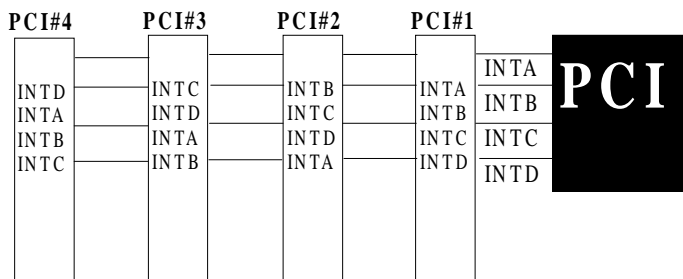 PCI#4 PCI#3 PCI#2 PCI#1
INTD INTC INTB INTA
INTA INTD INTC INTB
INTB INTA INTD INTC
INTC INTB INTA INTD
INTA
INTB
INTC
INTD
PCI